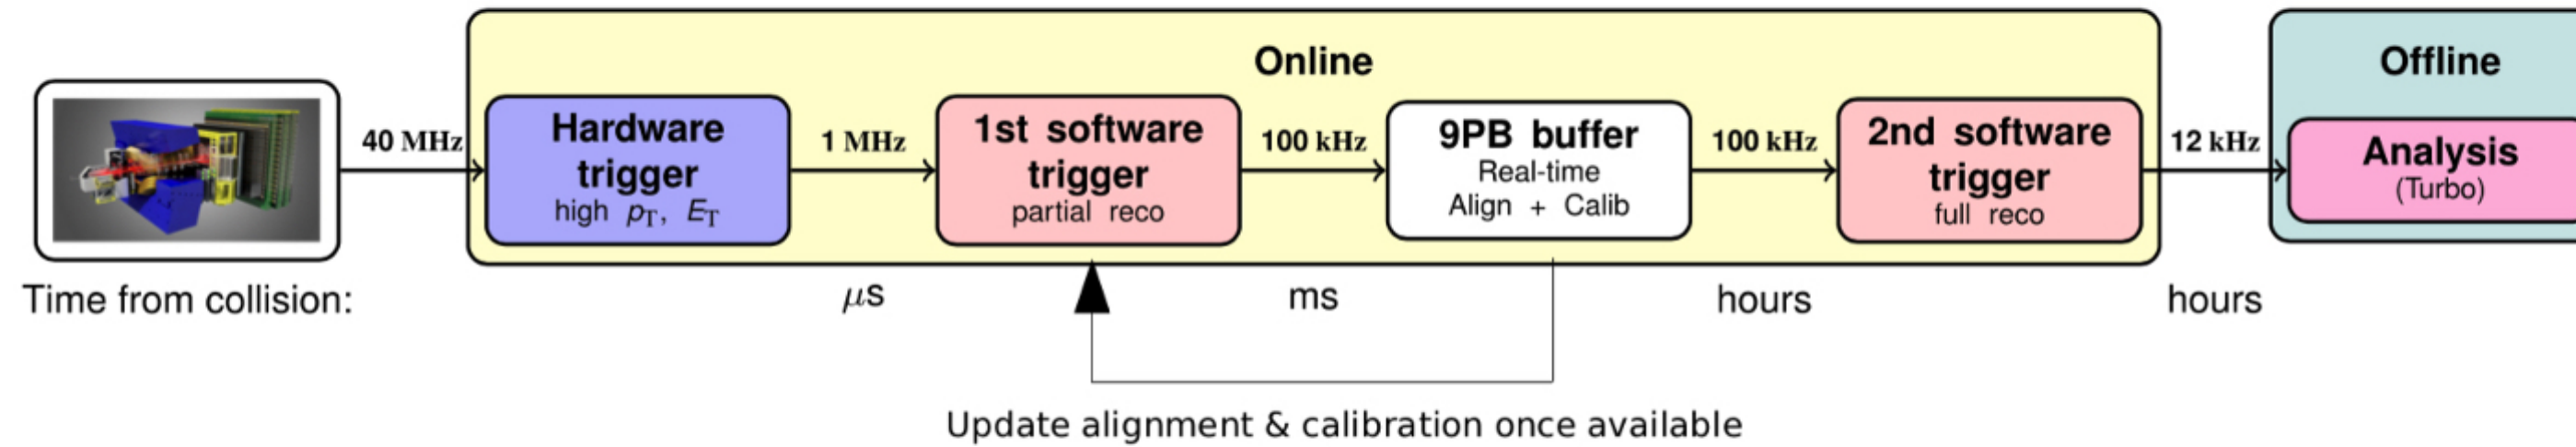 Online
Offline
40 MHz
Hardware
trigger
high pT, ET
1 MHz
1st software
trigger
partial reco
100 kHz
9PB buffer
Real-time
Align + Calib
100 kHz
2nd software
trigger
full reco
12 kHz
Analysis
(Turbo)
Time from collision:
μs
ms
hours
hours
Update alignment & calibration once available